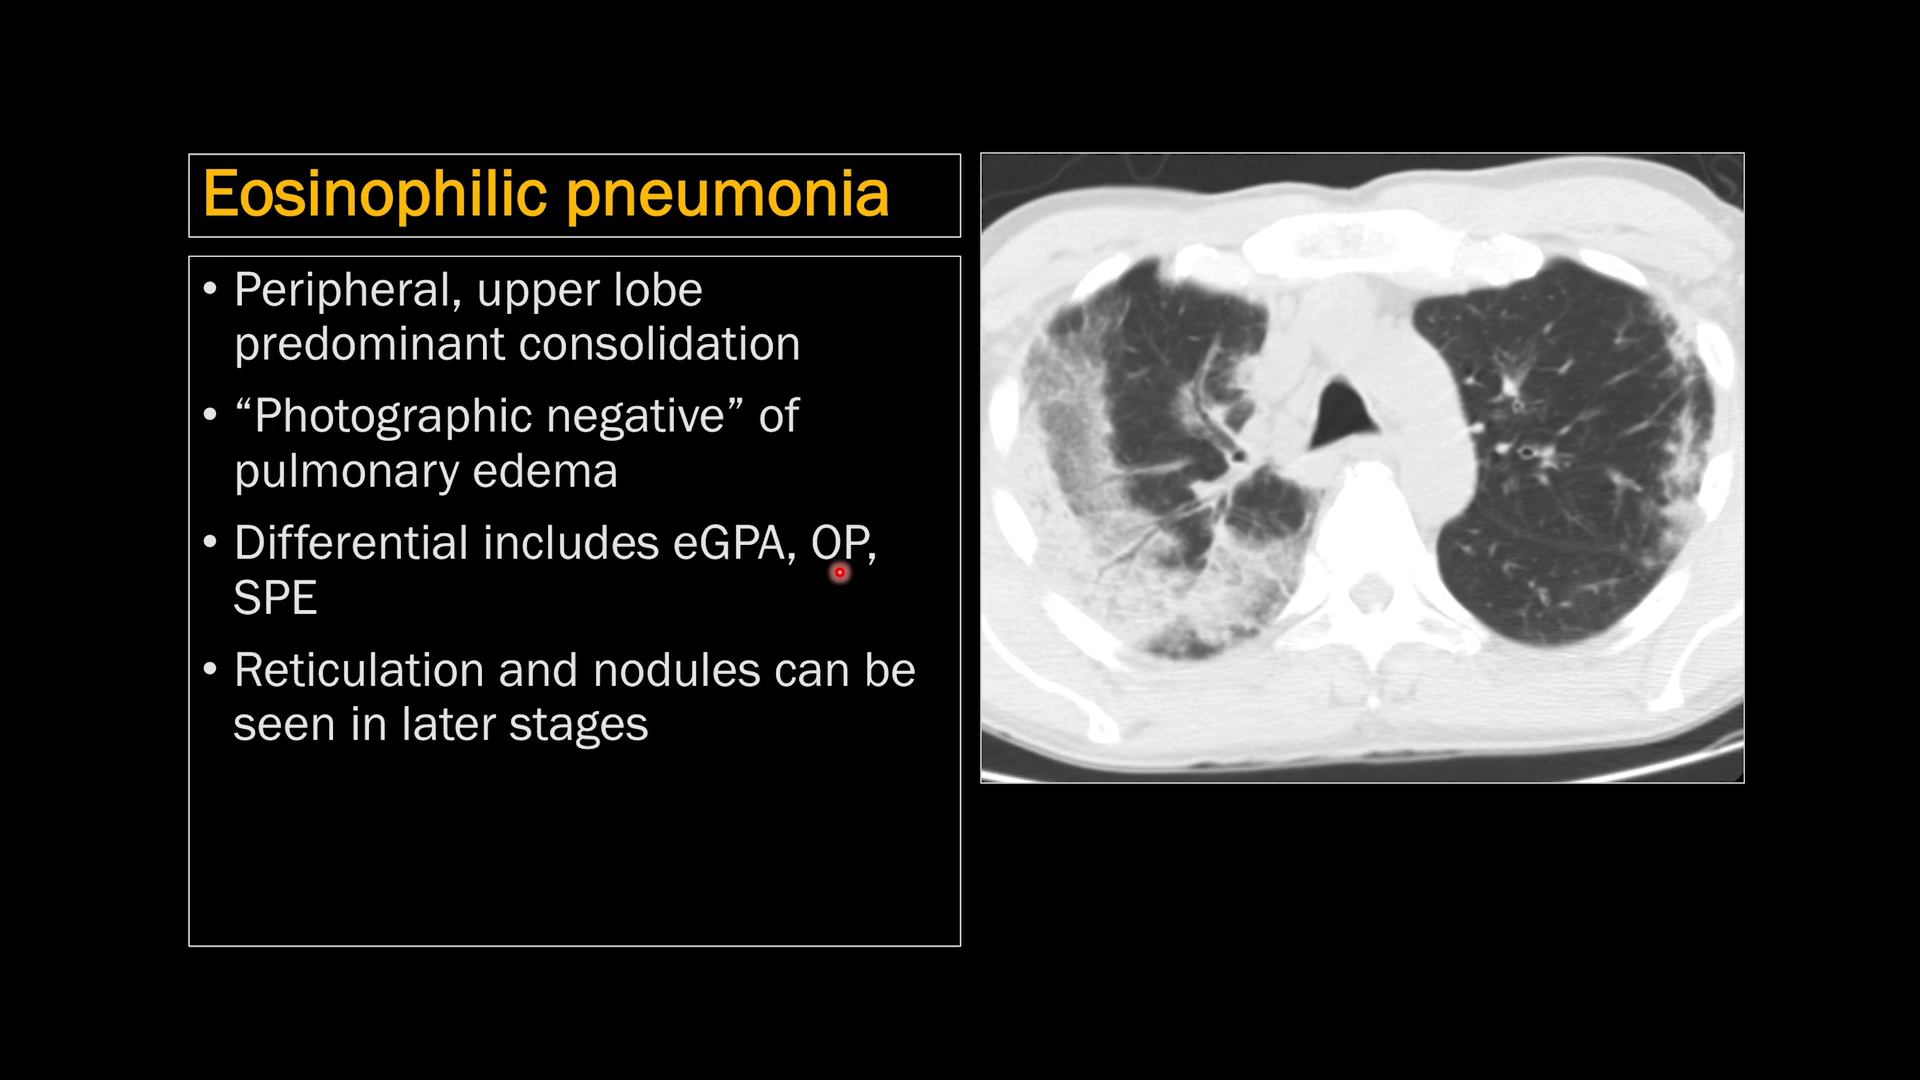 Eosinophilic pneumonia
• Peripheral, upper lobe
predominant consolidation
• “Photographic negative” of
pulmonary edema
• Differential includes eGPA, OP,
SPE
• Reticulation and nodules can be
seen in later stages